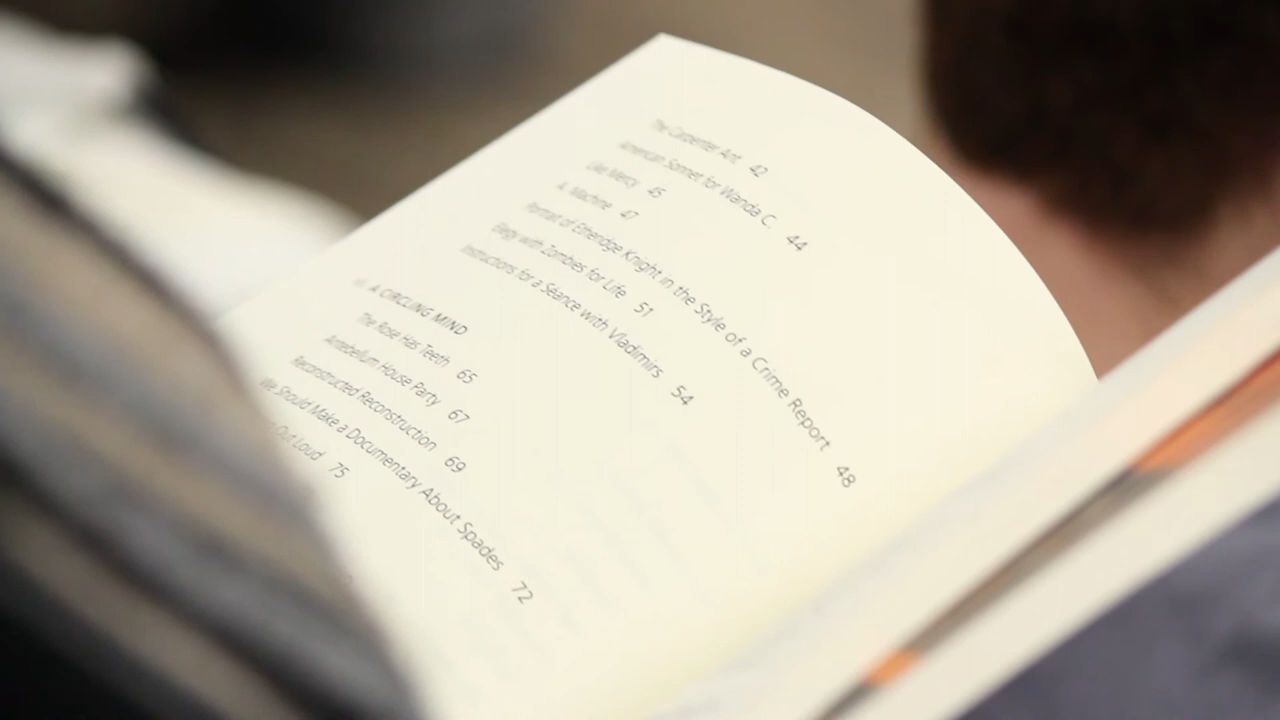 The Carpenter Ant 42
American Sonnet for Wanda C. 44
Like Mercy 45
A. Machine 47
Portrait of Etheridge Knight in the Style of a Crime Report 48
Elegy with Zombies for Life 51
Instructions for a Séance with Vladimirs 54
A CIRCLING MIND
The Rose Has Teeth 65
Antebellum House Party 67
Reconstructed Reconstruction 69
We Should Make a Documentary About Spades 72
Out Loud 75